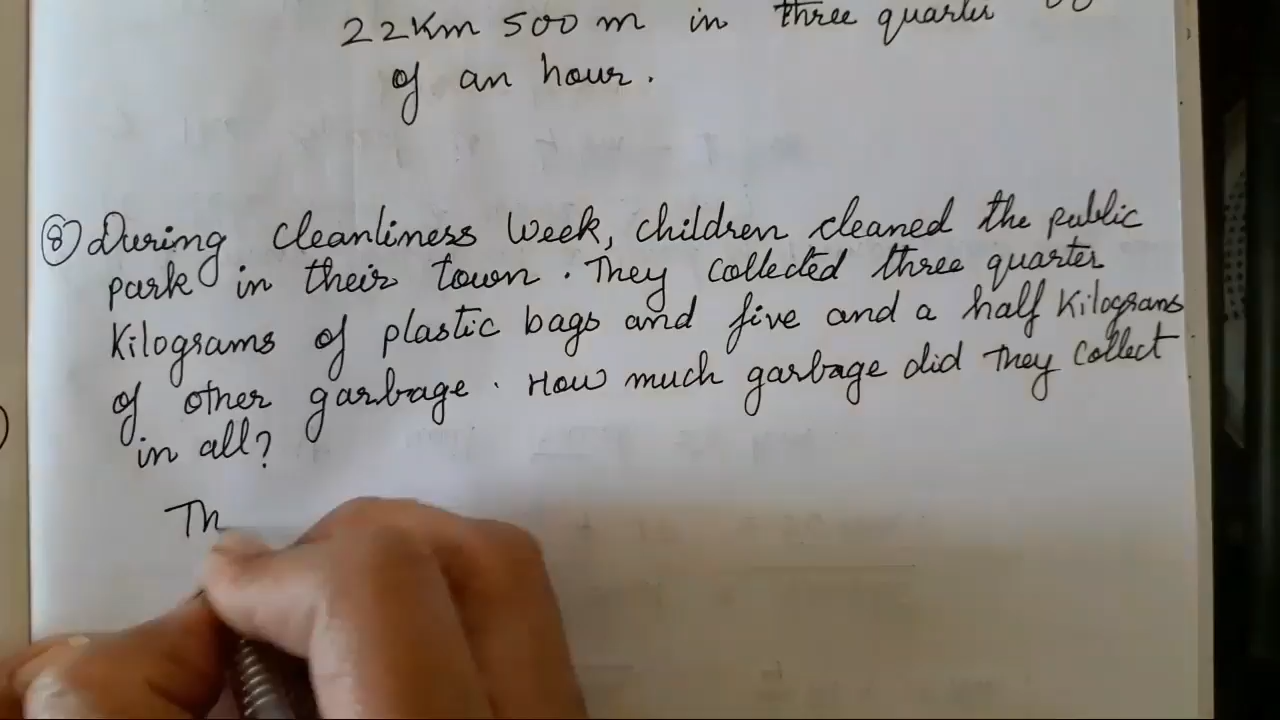 22Km 500 m in three quarter
of an hour.
⑧ During cleanliness Week, children cleaned the public
park in their town. They collected three quarter
Kilograms of plastic bags and five and a half Kilograms
of other garbage. How much garbage did They Collect
in all?
Th